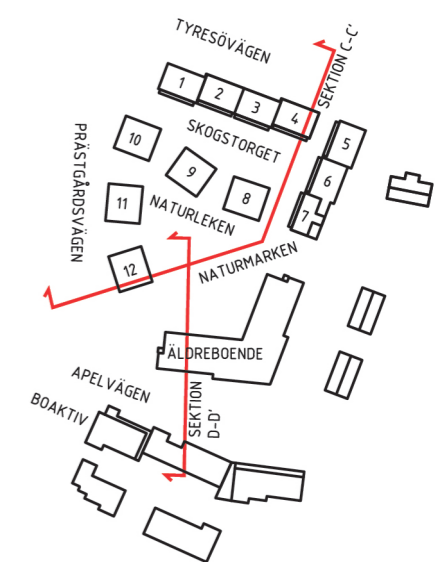 TYRESÖVÄGEN
SEKTION C-C'
1
2
3
4
SKOGSTORGET
5
6
7
PRÄSTGÅRDSVÄGEN
10
9
8
11
NATURLEKEN
12
NATURMARKEN
ÄLDREBOENDE
APELVÄGEN
BOAKTIV
SEKTION
D-D'